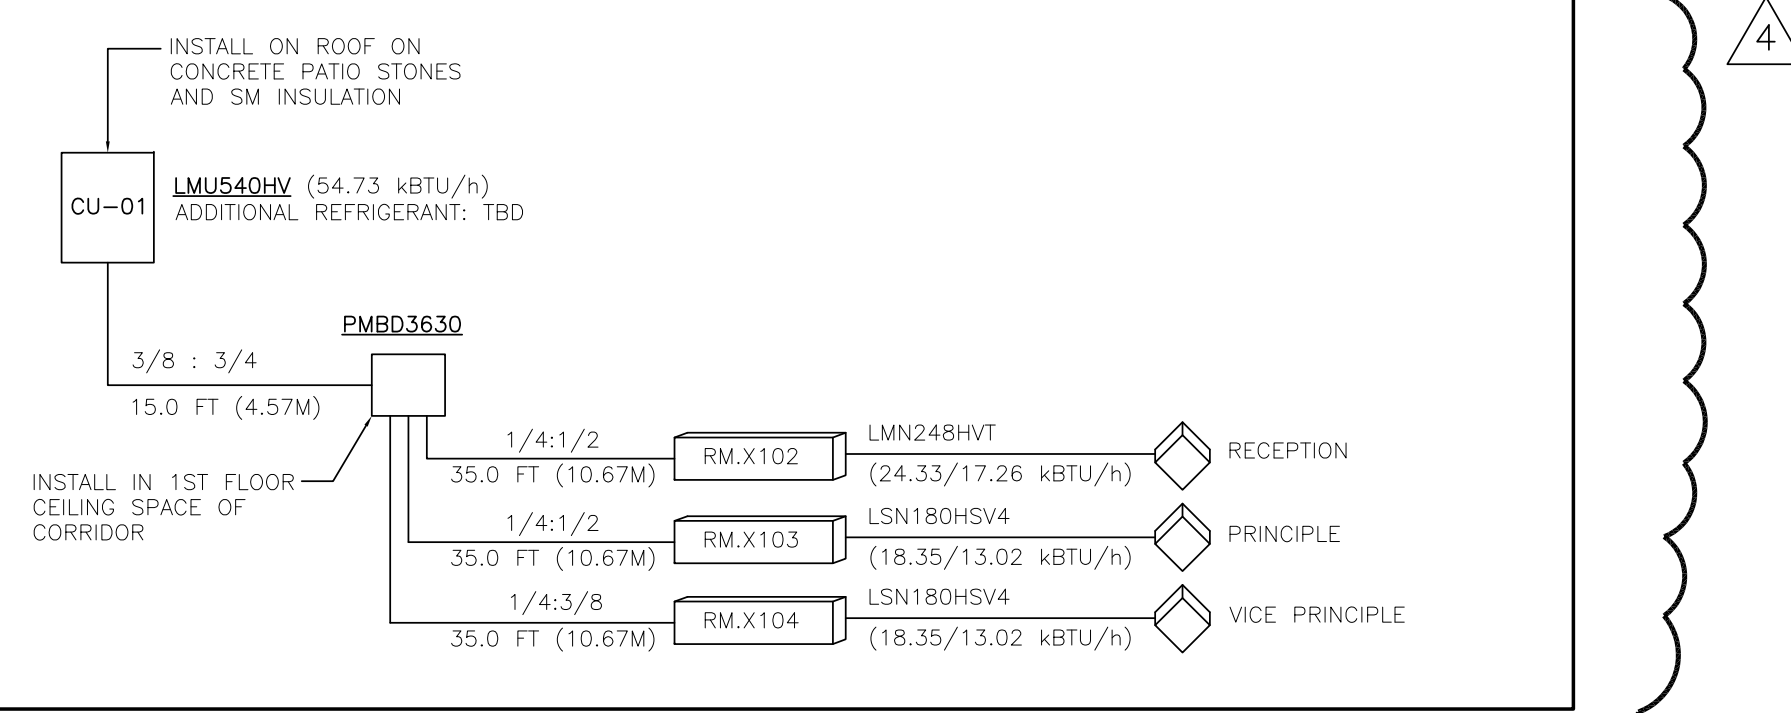 4
INSTALL ON ROOF ON
CONCRETE PATIO STONES
AND SM INSULATION
CU-01
LMU540HV (54.73 kBTU/h)
ADDITIONAL REFRIGERANT: TBD
PMBD3630
3/8 : 3/4
15.0 FT (4.57M)
INSTALL IN 1ST FLOOR
CEILING SPACE OF
CORRIDOR
1/4:1/2
35.0 FT (10.67M)
RM.X102
LMN248HVT
(24.33/17.26 kBTU/h)
RECEPTION
1/4:1/2
35.0 FT (10.67M)
RM.X103
LSN180HSV4
(18.35/13.02 kBTU/h)
PRINCIPLE
1/4:3/8
35.0 FT (10.67M)
RM.X104
LSN180HSV4
(18.35/13.02 kBTU/h)
VICE PRINCIPLE